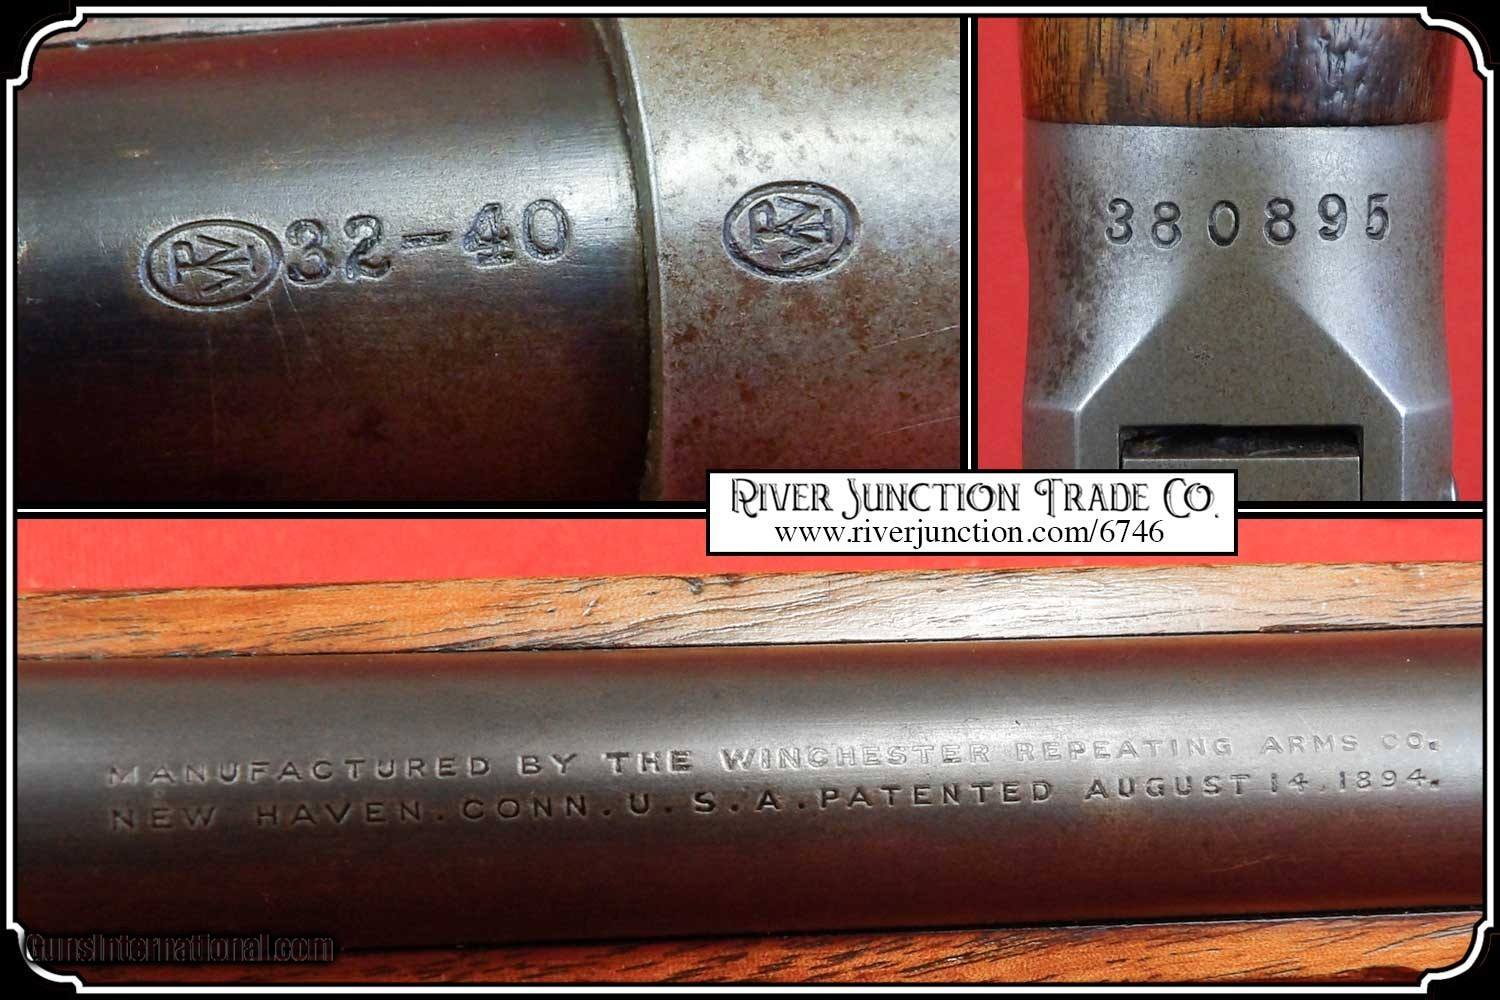 WP 32-40 WP
380895
RIVER JUNCTION TRADE CO.
www.riverjunction.com/6746
MANUFACTURED BY THE WINCHESTER REPEATING ARMS CO.
NEW HAVEN. CONN. U. S. A. PATENTED AUGUST 14. 1894.
GunsInternational.com